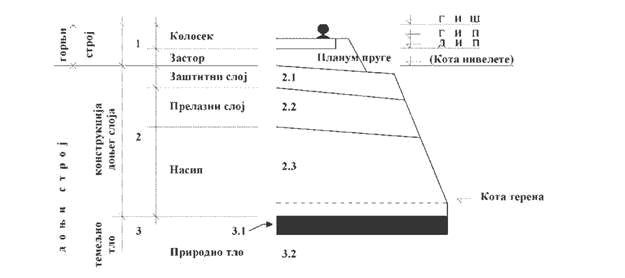 горњи
строј
1
Колосек
Застор
Г И Ш
Г И П
Д И П
Планум пруге
(Кота нивелете)
доњи строј
конструкција
доњег слоја
2
Заштитни слој
2.1
Прелазни слој
2.2
Насип
2.3
Кота терена
темељно
тло
3
3.1
Природно тло
3.2